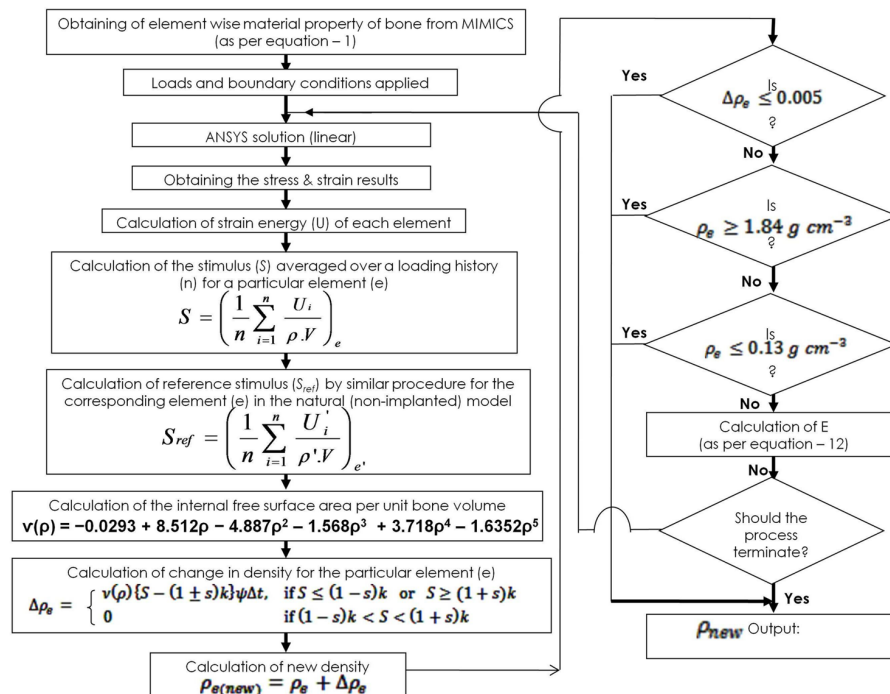 Obtaining of element wise material property of bone from MIMICS
(as per equation – 1)
Loads and boundary conditions applied
ANSYS solution (linear)
Obtaining the stress & strain results
Calculation of strain energy (U) of each element
Calculation of the stimulus (S) averaged over a loading history
(n) for a particular element (e)
S = ( 1/n ∑_{i=1}^{n} U_i / ρ.V )_e
Calculation of reference stimulus (S_ref) by similar procedure for the
corresponding element (e) in the natural (non-implanted) model
S_ref = ( 1/n ∑_{i=1}^{n} U_i' / ρ'.V )_{e'}
Calculation of the internal free surface area per unit bone volume
v(ρ) = −0.0293 + 8.512ρ − 4.887ρ² − 1.568ρ³ + 3.718ρ⁴ − 1.6352ρ⁵
Calculation of change in density for the particular element (e)
Δρ_e = { v(ρ){S − (1 ± s)k}ψΔt, if S ≤ (1 − s)k or S ≥ (1 + s)k
0 if (1 − s)k < S < (1 + s)k
Calculation of new density
ρ_{e(new)} = ρ_e + Δρ_e
Yes
Is
Δρ_e ≤ 0.005
?
No
Yes
Is
ρ_e ≥ 1.84 g cm⁻³
?
No
Yes
Is
ρ_e ≤ 0.13 g cm⁻³
?
No
Calculation of E
(as per equation – 12)
No
Should the
process
terminate?
Yes
ρ_new Output: